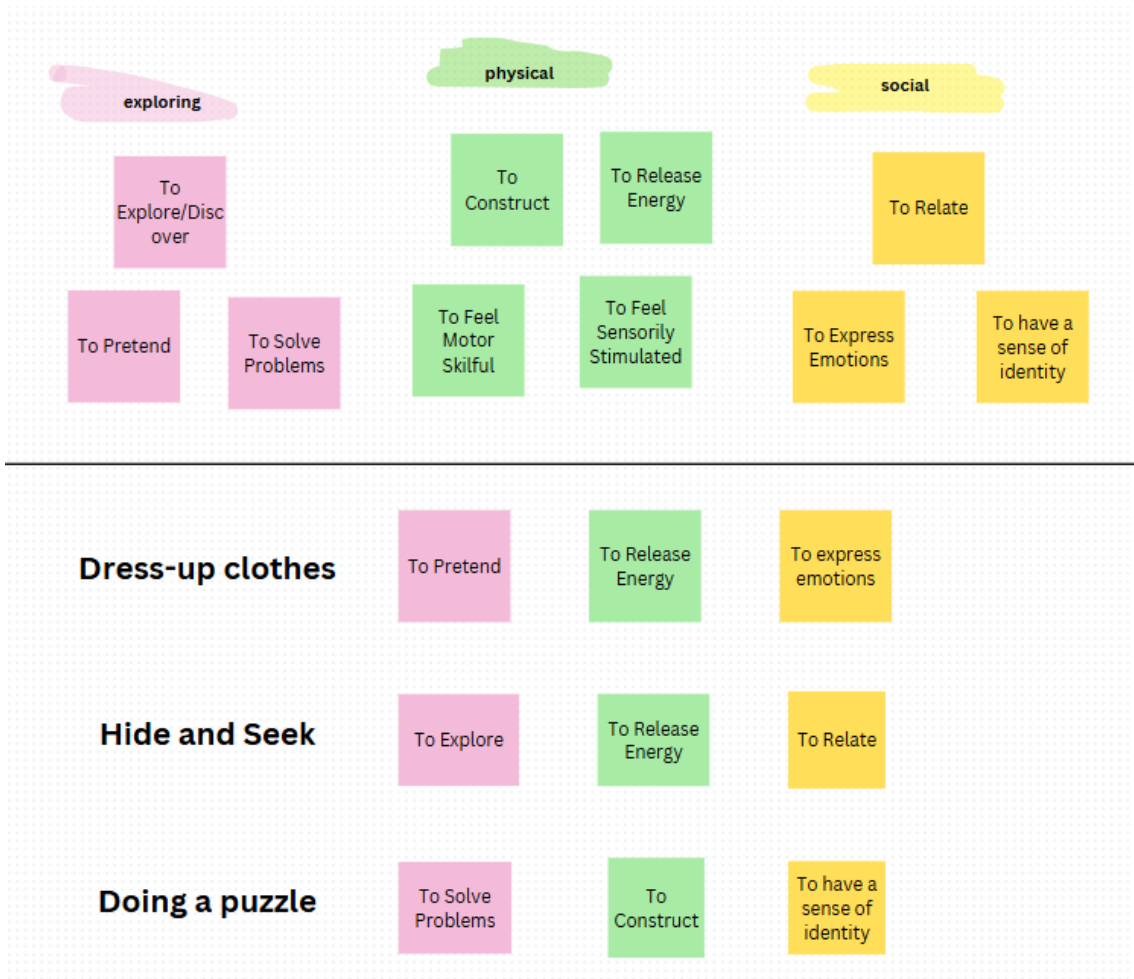 exploring
physical
social
To
Explore/Disc
over
To
Construct
To Release
Energy
To Relate
To Pretend
To Solve
Problems
To Feel
Motor
Skilful
To Feel
Sensorily
Stimulated
To Express
Emotions
To have a
sense of
identity
Dress-up clothes
To Pretend
To Release
Energy
To express
emotions
Hide and Seek
To Explore
To Release
Energy
To Relate
Doing a puzzle
To Solve
Problems
To
Construct
To have a
sense of
identity